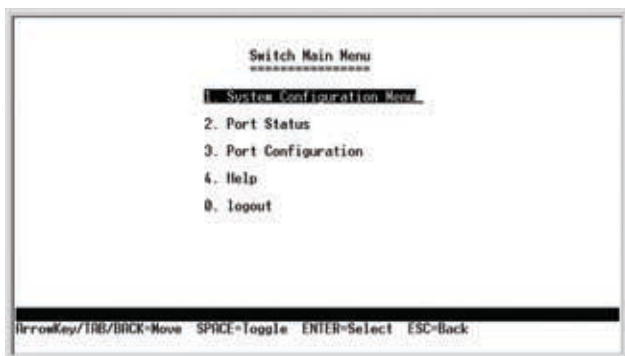 Switch Main Menu
================
1. System Configuration Menu
2. Port Status
3. Port Configuration
4. Help
0. logout
ArrowKey/TAB/BACK=Move SPACE=Toggle ENTER=Select ESC=Back